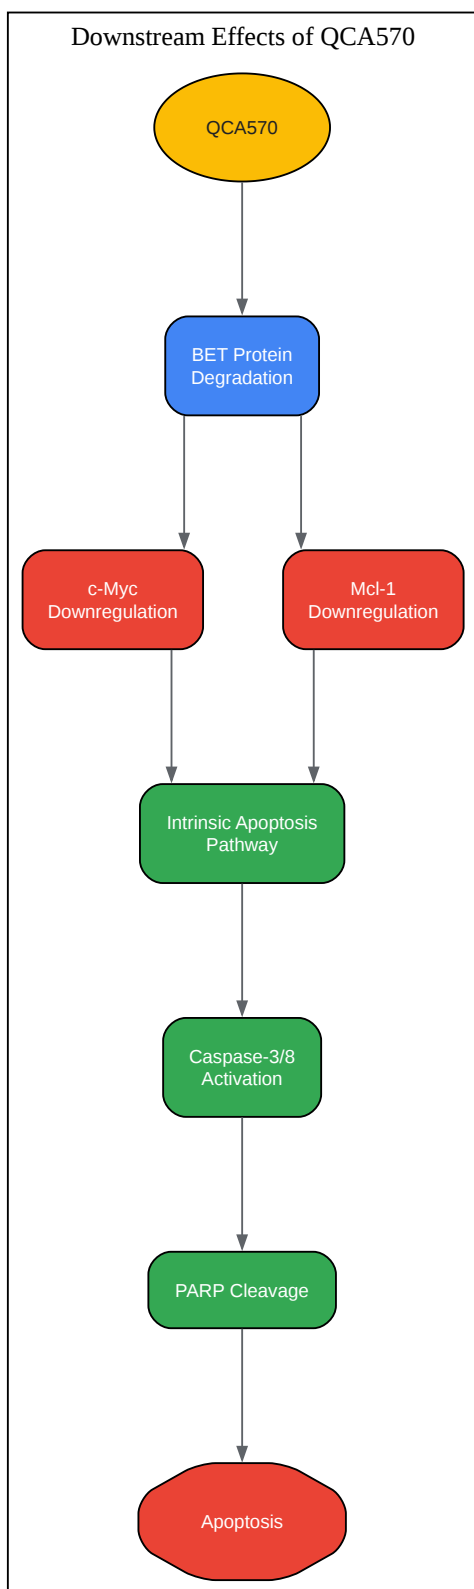 Downstream Effects of QCA570
QCA570
BET Protein
Degradation
c-Myc
Downregulation
Mcl-1
Downregulation
Intrinsic Apoptosis
Pathway
Caspase-3/8
Activation
PARP Cleavage
Apoptosis